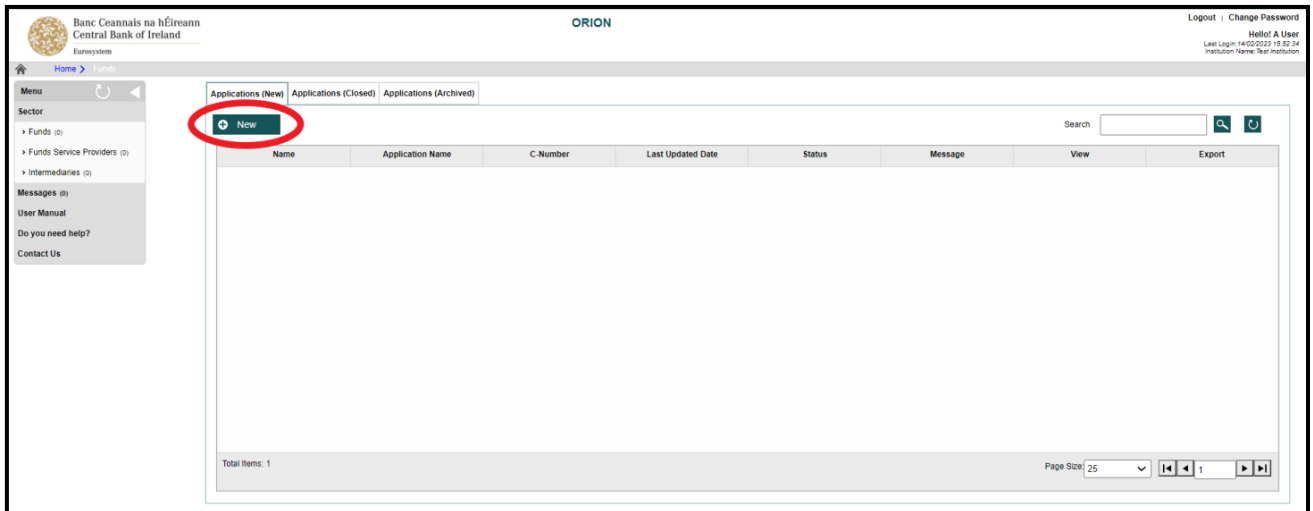 Banc Ceannais na hÉireann
Central Bank of Ireland
Eurosystem
ORION
Logout | Change Password
Hello! A User
Last Login:14/02/2023 15:52:34
Institution Name: Test Institution
Home > Funds
Menu
Sector
> Funds (0)
> Funds Service Providers (0)
> Intermediaries (0)
Messages (0)
User Manual
Do you need help?
Contact Us
Applications (New) Applications (Closed) Applications (Archived)
New
Search
Name Application Name C-Number Last Updated Date Status Message View Export
Total Items: 1
Page Size: 25
1